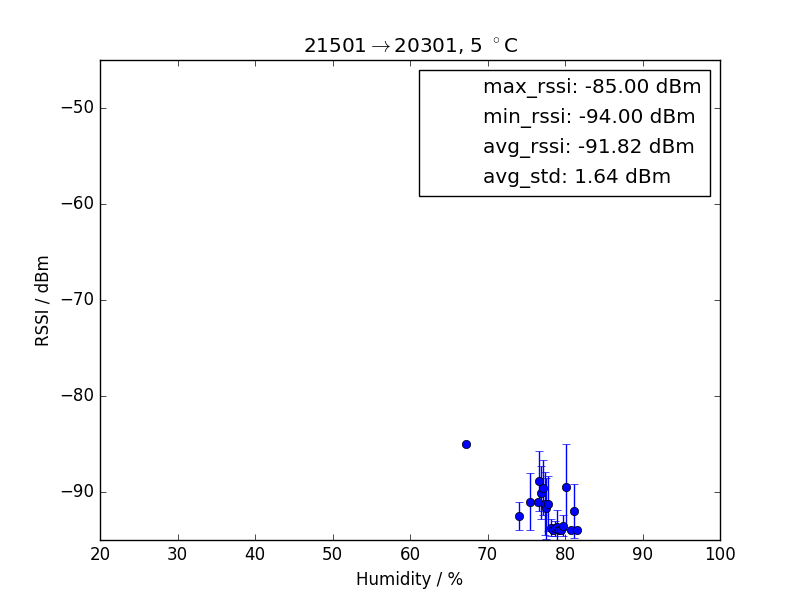 21501→20301, 5 °C
max_rssi: -85.00 dBm
min_rssi: -94.00 dBm
avg_rssi: -91.82 dBm
avg_std: 1.64 dBm
RSSI / dBm
−50
−60
−70
−80
−90
20 30 40 50 60 70 80 90 100
Humidity / %